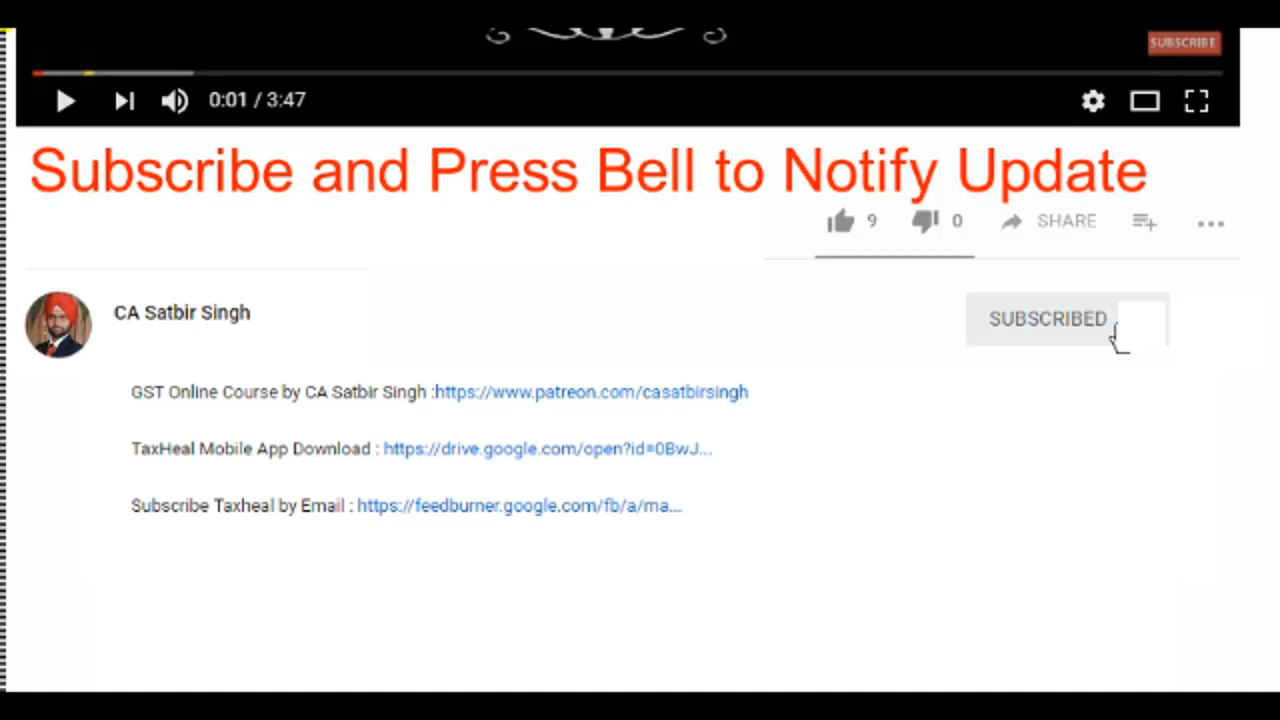 SUBSCRIBE
0:01 / 3:47
Subscribe and Press Bell to Notify Update
9 0 SHARE
CA Satbir Singh
SUBSCRIBED
GST Online Course by CA Satbir Singh :https://www.patreon.com/casatbirsingh
TaxHeal Mobile App Download : https://drive.google.com/open?id=0BwJ...
Subscribe Taxheal by Email : https://feedburner.google.com/fb/a/ma...